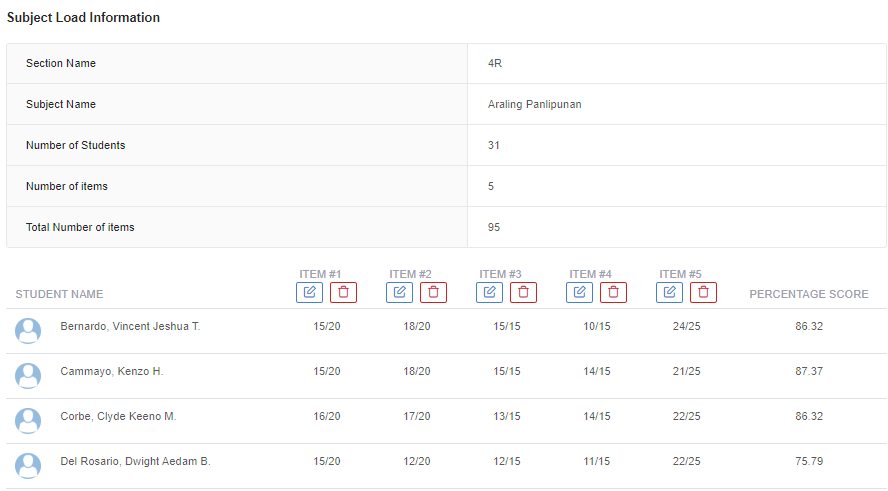 Subject Load Information
Section Name 4R
Subject Name Araling Panlipunan
Number of Students 31
Number of items 5
Total Number of items 95
STUDENT NAME ITEM #1 ITEM #2 ITEM #3 ITEM #4 ITEM #5 PERCENTAGE SCORE
Bernardo, Vincent Jeshua T. 15/20 18/20 15/15 10/15 24/25 86.32
Cammayo, Kenzo H. 15/20 18/20 15/15 14/15 21/25 87.37
Corbe, Clyde Keeno M. 16/20 17/20 13/15 14/15 22/25 86.32
Del Rosario, Dwight Aedam B. 15/20 12/20 12/15 11/15 22/25 75.79